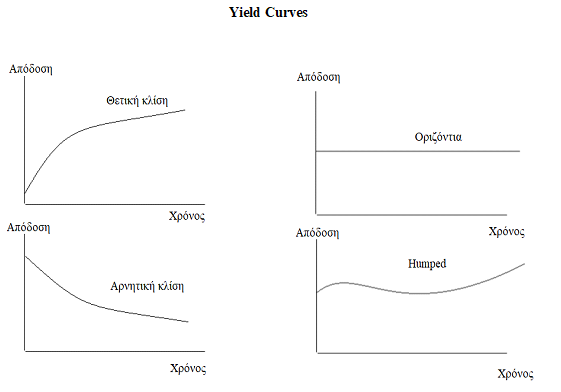 Yield Curves
Απόδοση
Θετική κλίση
Χρόνος
Απόδοση
Οριζόντια
Χρόνος
Απόδοση
Αρνητική κλίση
Χρόνος
Απόδοση
Humped
Χρόνος